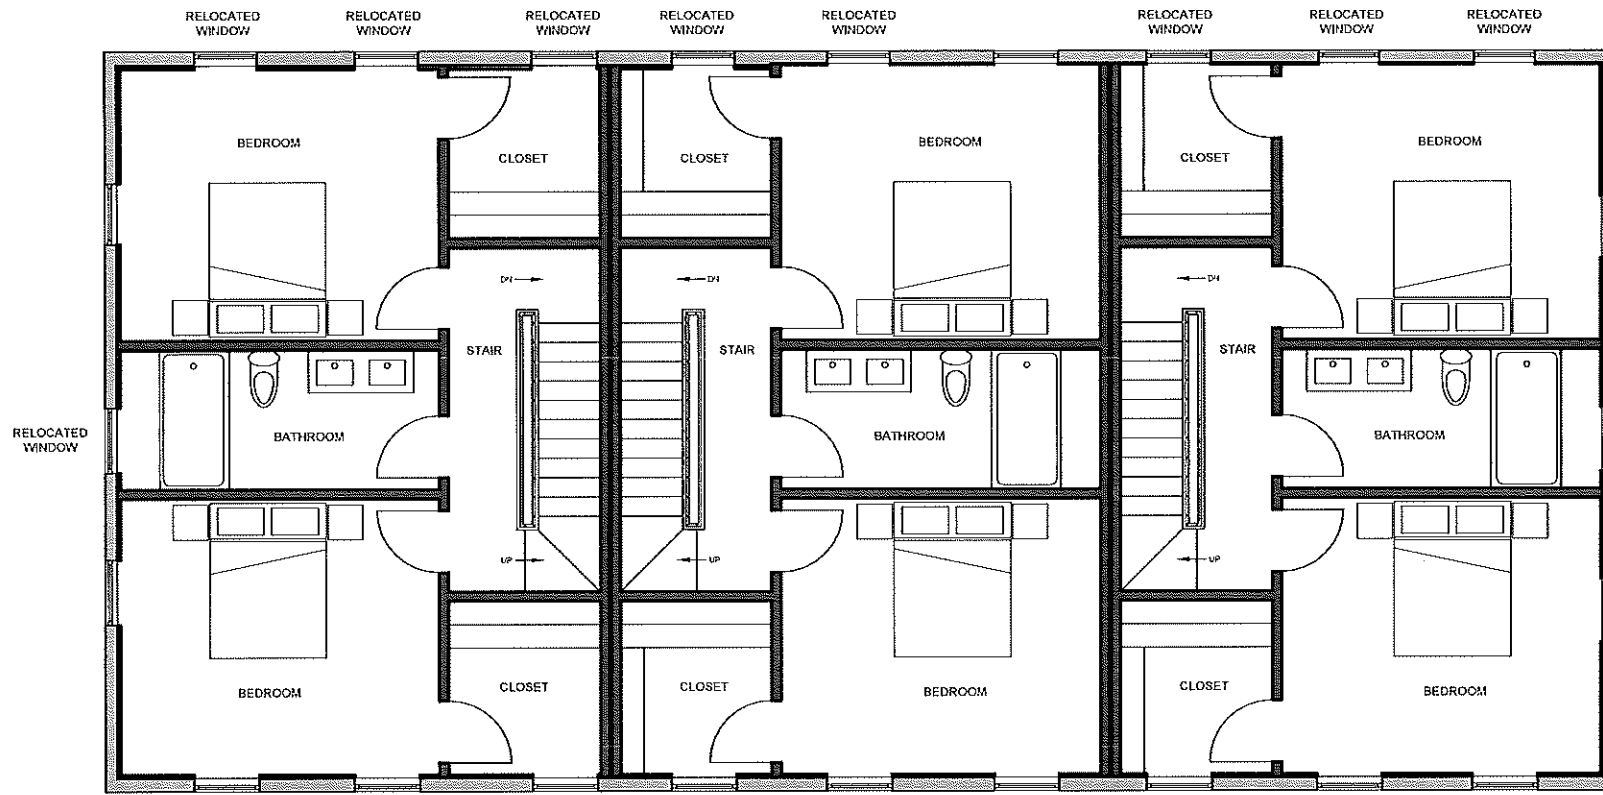 RELOCATED
WINDOW
RELOCATED
WINDOW
RELOCATED
WINDOW
RELOCATED
WINDOW
RELOCATED
WINDOW
RELOCATED
WINDOW
RELOCATED
WINDOW
RELOCATED
WINDOW
BEDROOM
CLOSET
CLOSET
BEDROOM
CLOSET
BEDROOM
DN
DN
DN
STAIR
STAIR
STAIR
RELOCATED
WINDOW
BATHROOM
BATHROOM
BATHROOM
UP
UP
UP
BEDROOM
CLOSET
CLOSET
BEDROOM
CLOSET
BEDROOM